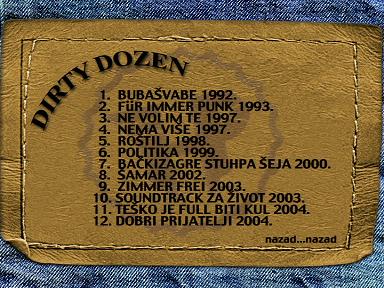 DIRTY DOZEN
1. BUBAŠVABE 1992.
2. FüR IMMER PUNK 1993.
3. NE VOLIM TE 1997.
4. NEMA VIŠE 1997.
5. ROŠTILJ 1998.
6. POLITIKA 1999.
7. BAČKIZAGRE STUHPA ŠEJA 2000.
8. ŠAMAR 2002.
9. ZIMMER FREI 2003.
10. SOUNDTRACK ZA ŽIVOT 2003.
11. TEŠKO JE FULL BITI KUL 2004.
12. DOBRI PRIJATELJI 2004.
nazad...nazad